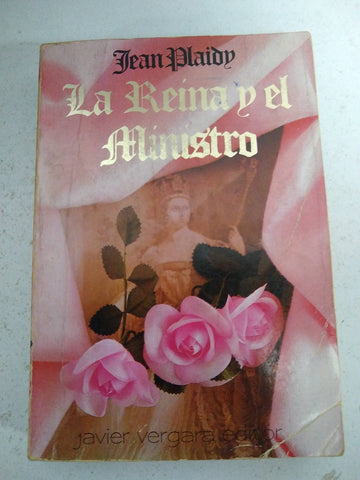 Jean Plaidy
La Reina y el
Ministro
javier vergara editor